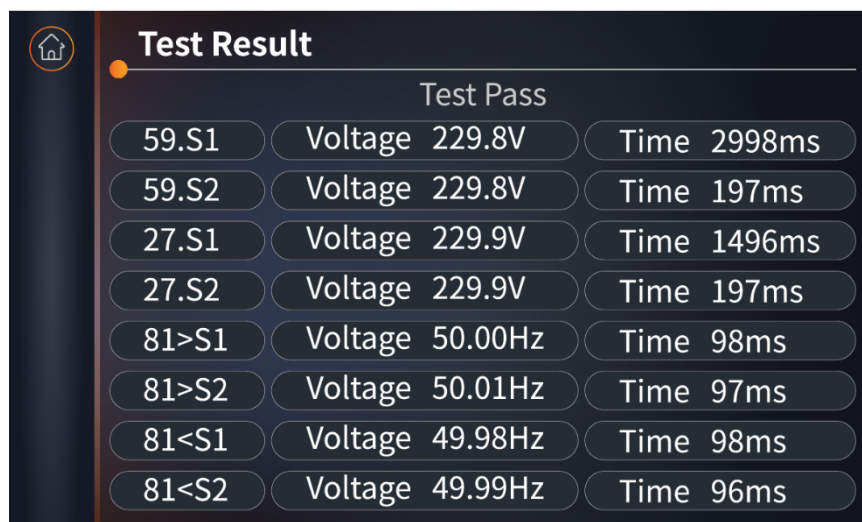 Test Result
Test Pass
59.S1 Voltage 229.8V Time 2998ms
59.S2 Voltage 229.8V Time 197ms
27.S1 Voltage 229.9V Time 1496ms
27.S2 Voltage 229.9V Time 197ms
81>S1 Voltage 50.00Hz Time 98ms
81>S2 Voltage 50.01Hz Time 97ms
81<S1 Voltage 49.98Hz Time 98ms
81<S2 Voltage 49.99Hz Time 96ms